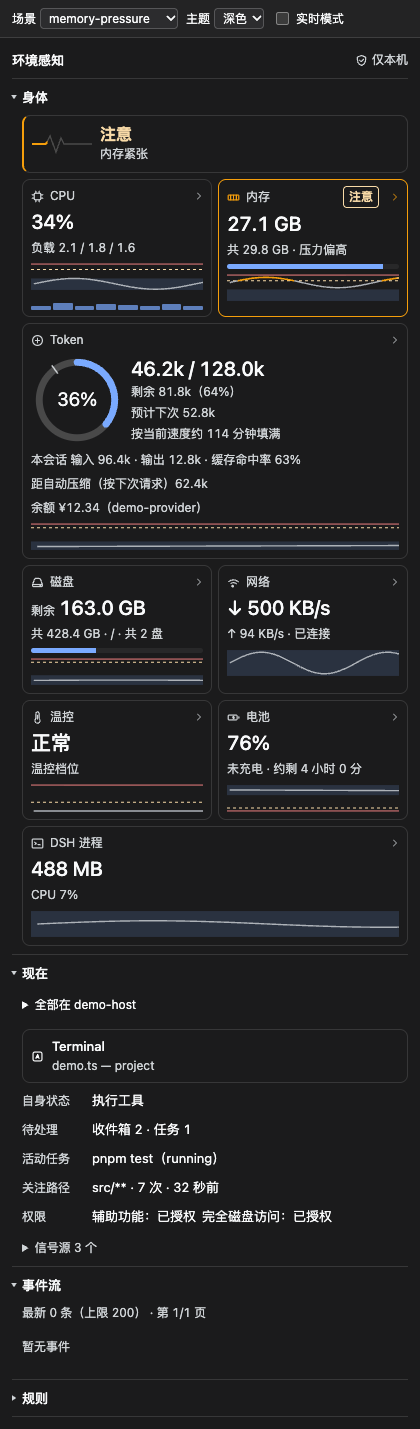 场景 memory-pressure 主题 深色 实时模式
环境感知 仅本机
身体
注意
内存紧张
CPU
34%
负载 2.1 / 1.8 / 1.6
内存 注意
27.1 GB
共 29.8 GB · 压力偏高
Token
36%
46.2k / 128.0k
剩余 81.8k（64%）
预计下次 52.8k
按当前速度约 114 分钟填满
本会话 输入 96.4k · 输出 12.8k · 缓存命中率 63%
距自动压缩（按下次请求）62.4k
余额 ¥12.34（demo-provider）
磁盘
剩余 163.0 GB
共 428.4 GB · / · 共 2 盘
网络
↓ 500 KB/s
↑ 94 KB/s · 已连接
温控
正常
温控档位
电池
76%
未充电 · 约剩 4 小时 0 分
DSH 进程
488 MB
CPU 7%
现在
全部在 demo-host
Terminal
demo.ts — project
自身状态 执行工具
待处理 收件箱 2 · 任务 1
活动任务 pnpm test（running）
关注路径 src/** · 7 次 · 32 秒前
权限 辅助功能：已授权 完全磁盘访问：已授权
信号源 3 个
事件流
最新 0 条（上限 200） · 第 1/1 页
暂无事件
规则